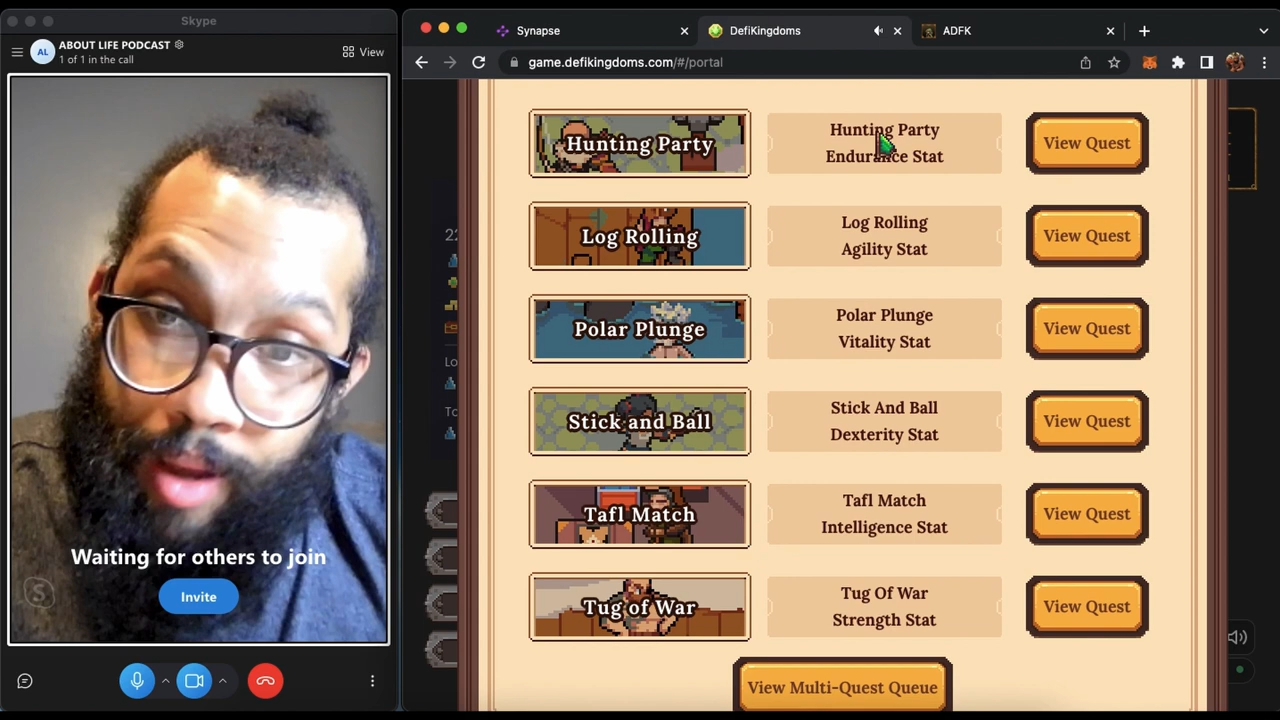 Skype
AL
ABOUT LIFE PODCAST
1 of 1 in the call
View
Waiting for others to join
Invite
Synapse
DefiKingdoms
ADFK
game.defikingdoms.com/#/portal
Hunting Party
Hunting Party
Endurance Stat
View Quest
Log Rolling
Log Rolling
Agility Stat
View Quest
Polar Plunge
Polar Plunge
Vitality Stat
View Quest
Stick and Ball
Stick And Ball
Dexterity Stat
View Quest
Tafl Match
Tafl Match
Intelligence Stat
View Quest
Tug of War
Tug Of War
Strength Stat
View Quest
View Multi-Quest Queue
22
Lo
To